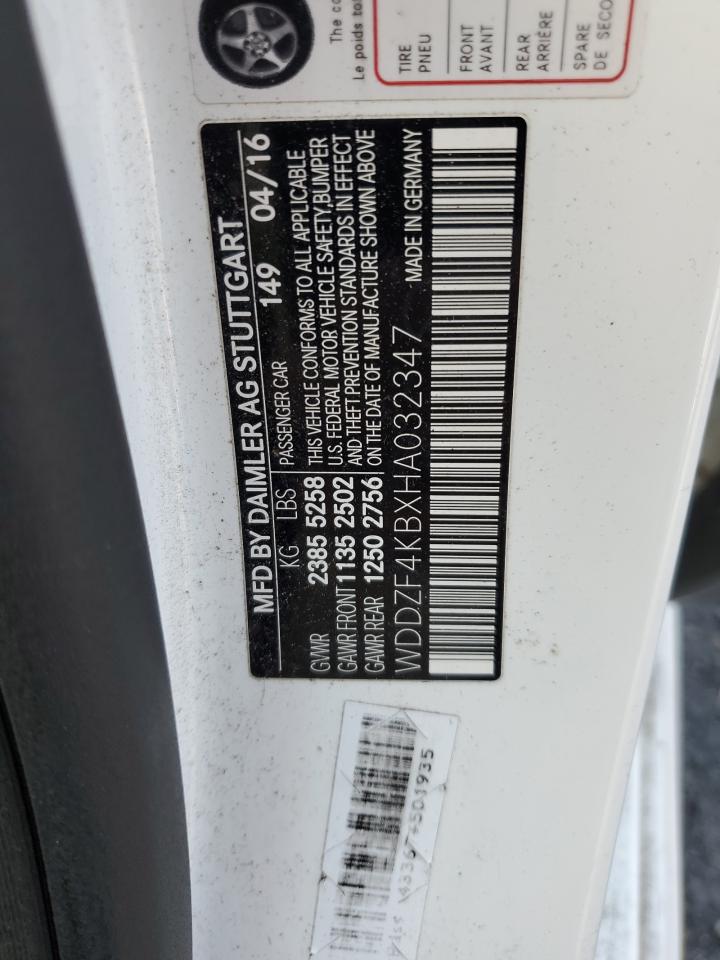 The co
Le poids tot
TIRE
PNEU
FRONT
AVANT
REAR
ARRIÈRE
SPARE
DE SECO
MFD BY DAIMLER AG STUTTGART
149 04/16
KG LBS PASSENGER CAR
GVWR 2385 5258 THIS VEHICLE CONFORMS TO ALL APPLICABLE
GAWR FRONT 1135 2502 U.S. FEDERAL MOTOR VEHICLE SAFETY,BUMPER
GAWR REAR 1250 2756 AND THEFT PREVENTION STANDARDS IN EFFECT
ON THE DATE OF MANUFACTURE SHOWN ABOVE
WDDZF4KBXHA032347 MADE IN GERMANY